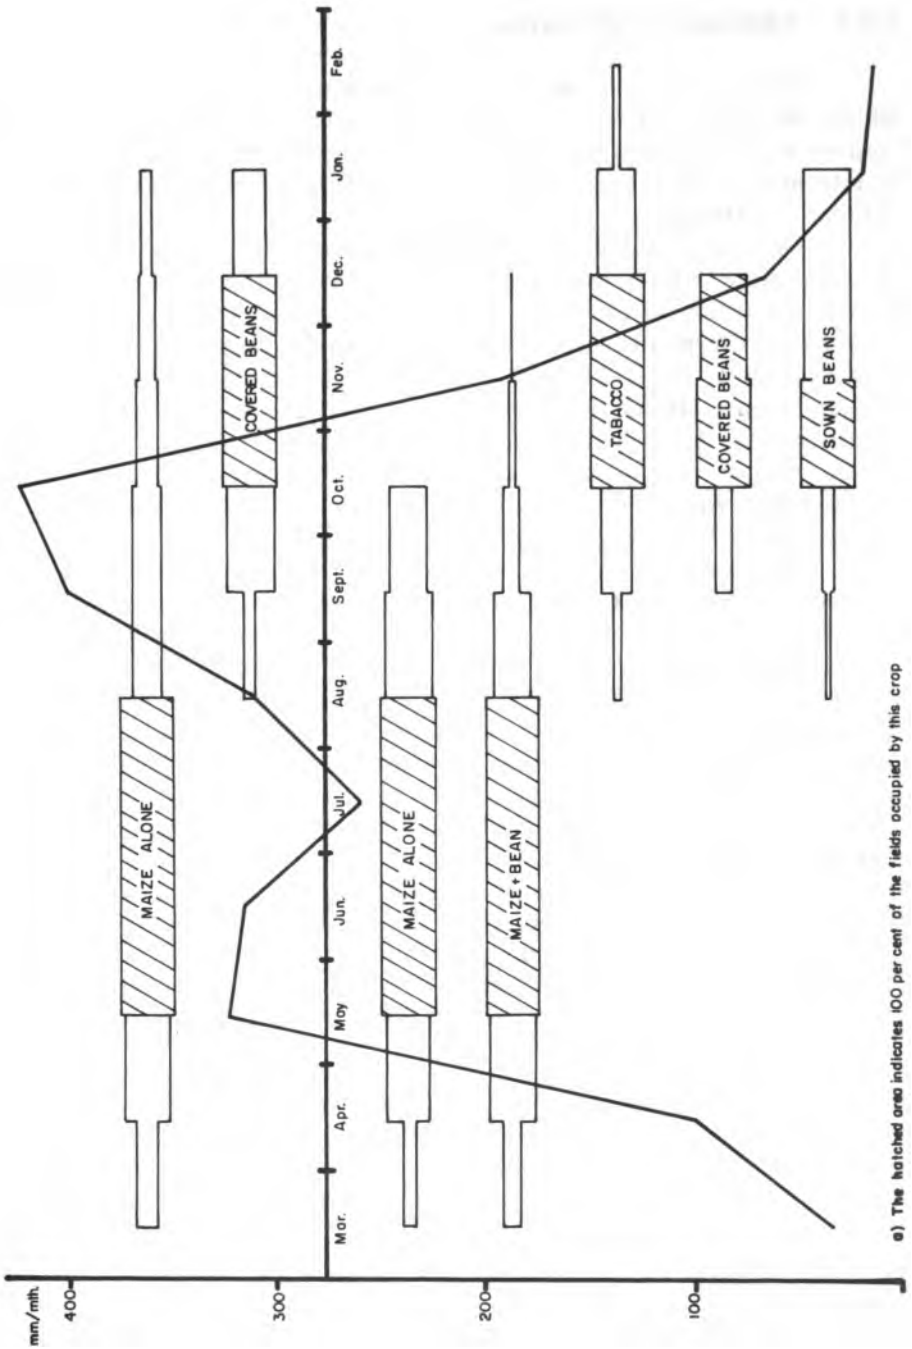 mm/mth.
400
300
200
100
Mar.
Apr.
May
Jun.
Jul.
Aug.
Sept.
Oct.
Nov.
Dec.
Jan.
Feb.
MAIZE ALONE
COVERED BEANS
MAIZE ALONE
MAIZE + BEAN
TABACCO
COVERED BEANS
SOWN BEANS
a) The hatched area indicates 100 per cent of the fields occupied by this crop